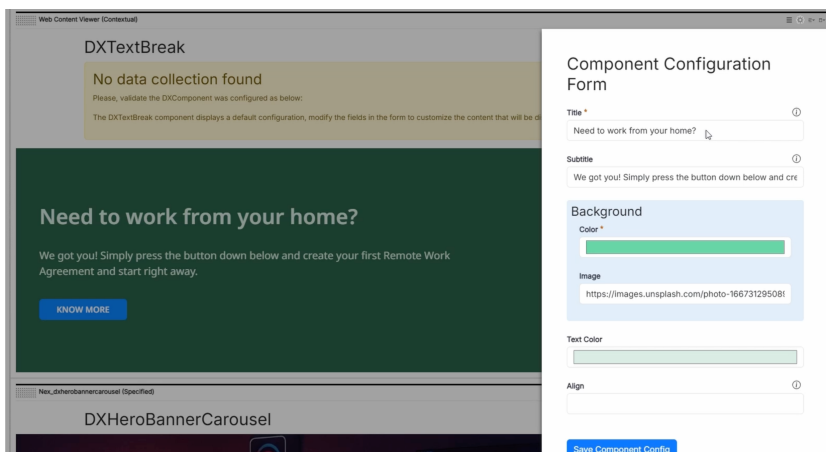 Web Content Viewer (Contextual)
DXTextBreak
No data collection found
Please, validate the DXComponent was configured as below:
The DXTextBreak component displays a default configuration, modify the fields in the form to customize the content that will be di
Need to work from your home?
We got you! Simply press the button down below and create your first Remote Work
Agreement and start right away.
KNOW MORE
Nex_dxherobannercarousel (Specified)
DXHeroBannerCarousel
Component Configuration
Form
Title *
Need to work from your home?
Subtitle
We got you! Simply press the button down below and cre
Background
Color *
Image
https://images.unsplash.com/photo-166731295089
Text Color
Align
Save Component Config